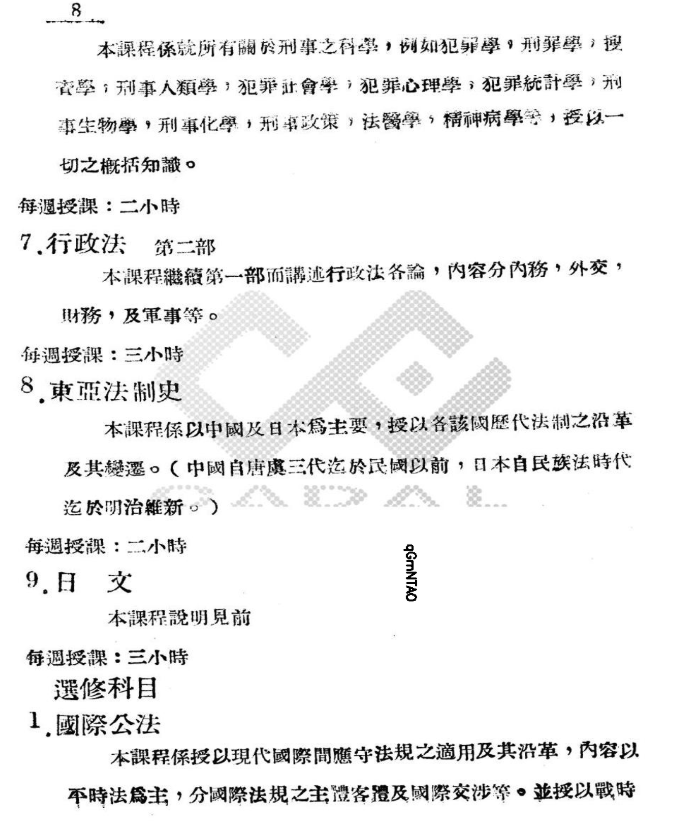 8
本課程係就所有關於刑事之科學，例如犯罪學，刑罪學，搜
查學，刑事人類學，犯罪社會學，犯罪心理學，犯罪統計學，刑
事生物學，刑事化學，刑事政策，法醫學，精神病學等，授以一
切之概括知識。
每週授課：二小時
7.行政法　第二部
本課程繼續第一部而講述行政法各論，內容分內務，外交，
財務，及軍事等。
每週授課：三小時
8.東亞法制史
本課程係以中國及日本爲主要，授以各該國歷代法制之沿革
及其變遷。（中國自唐虞三代迄於民國以前，日本自民族法時代
迄於明治維新。）
CADAL
每週授課：二小時
qGmNTAO
9.日　文
本課程說明見前
每週授課：三小時
選修科目
1.國際公法
本課程係授以現代國際間應守法規之適用及其沿革，內容以
平時法爲主，分國際法規之主體客體及國際交涉等。並授以戰時